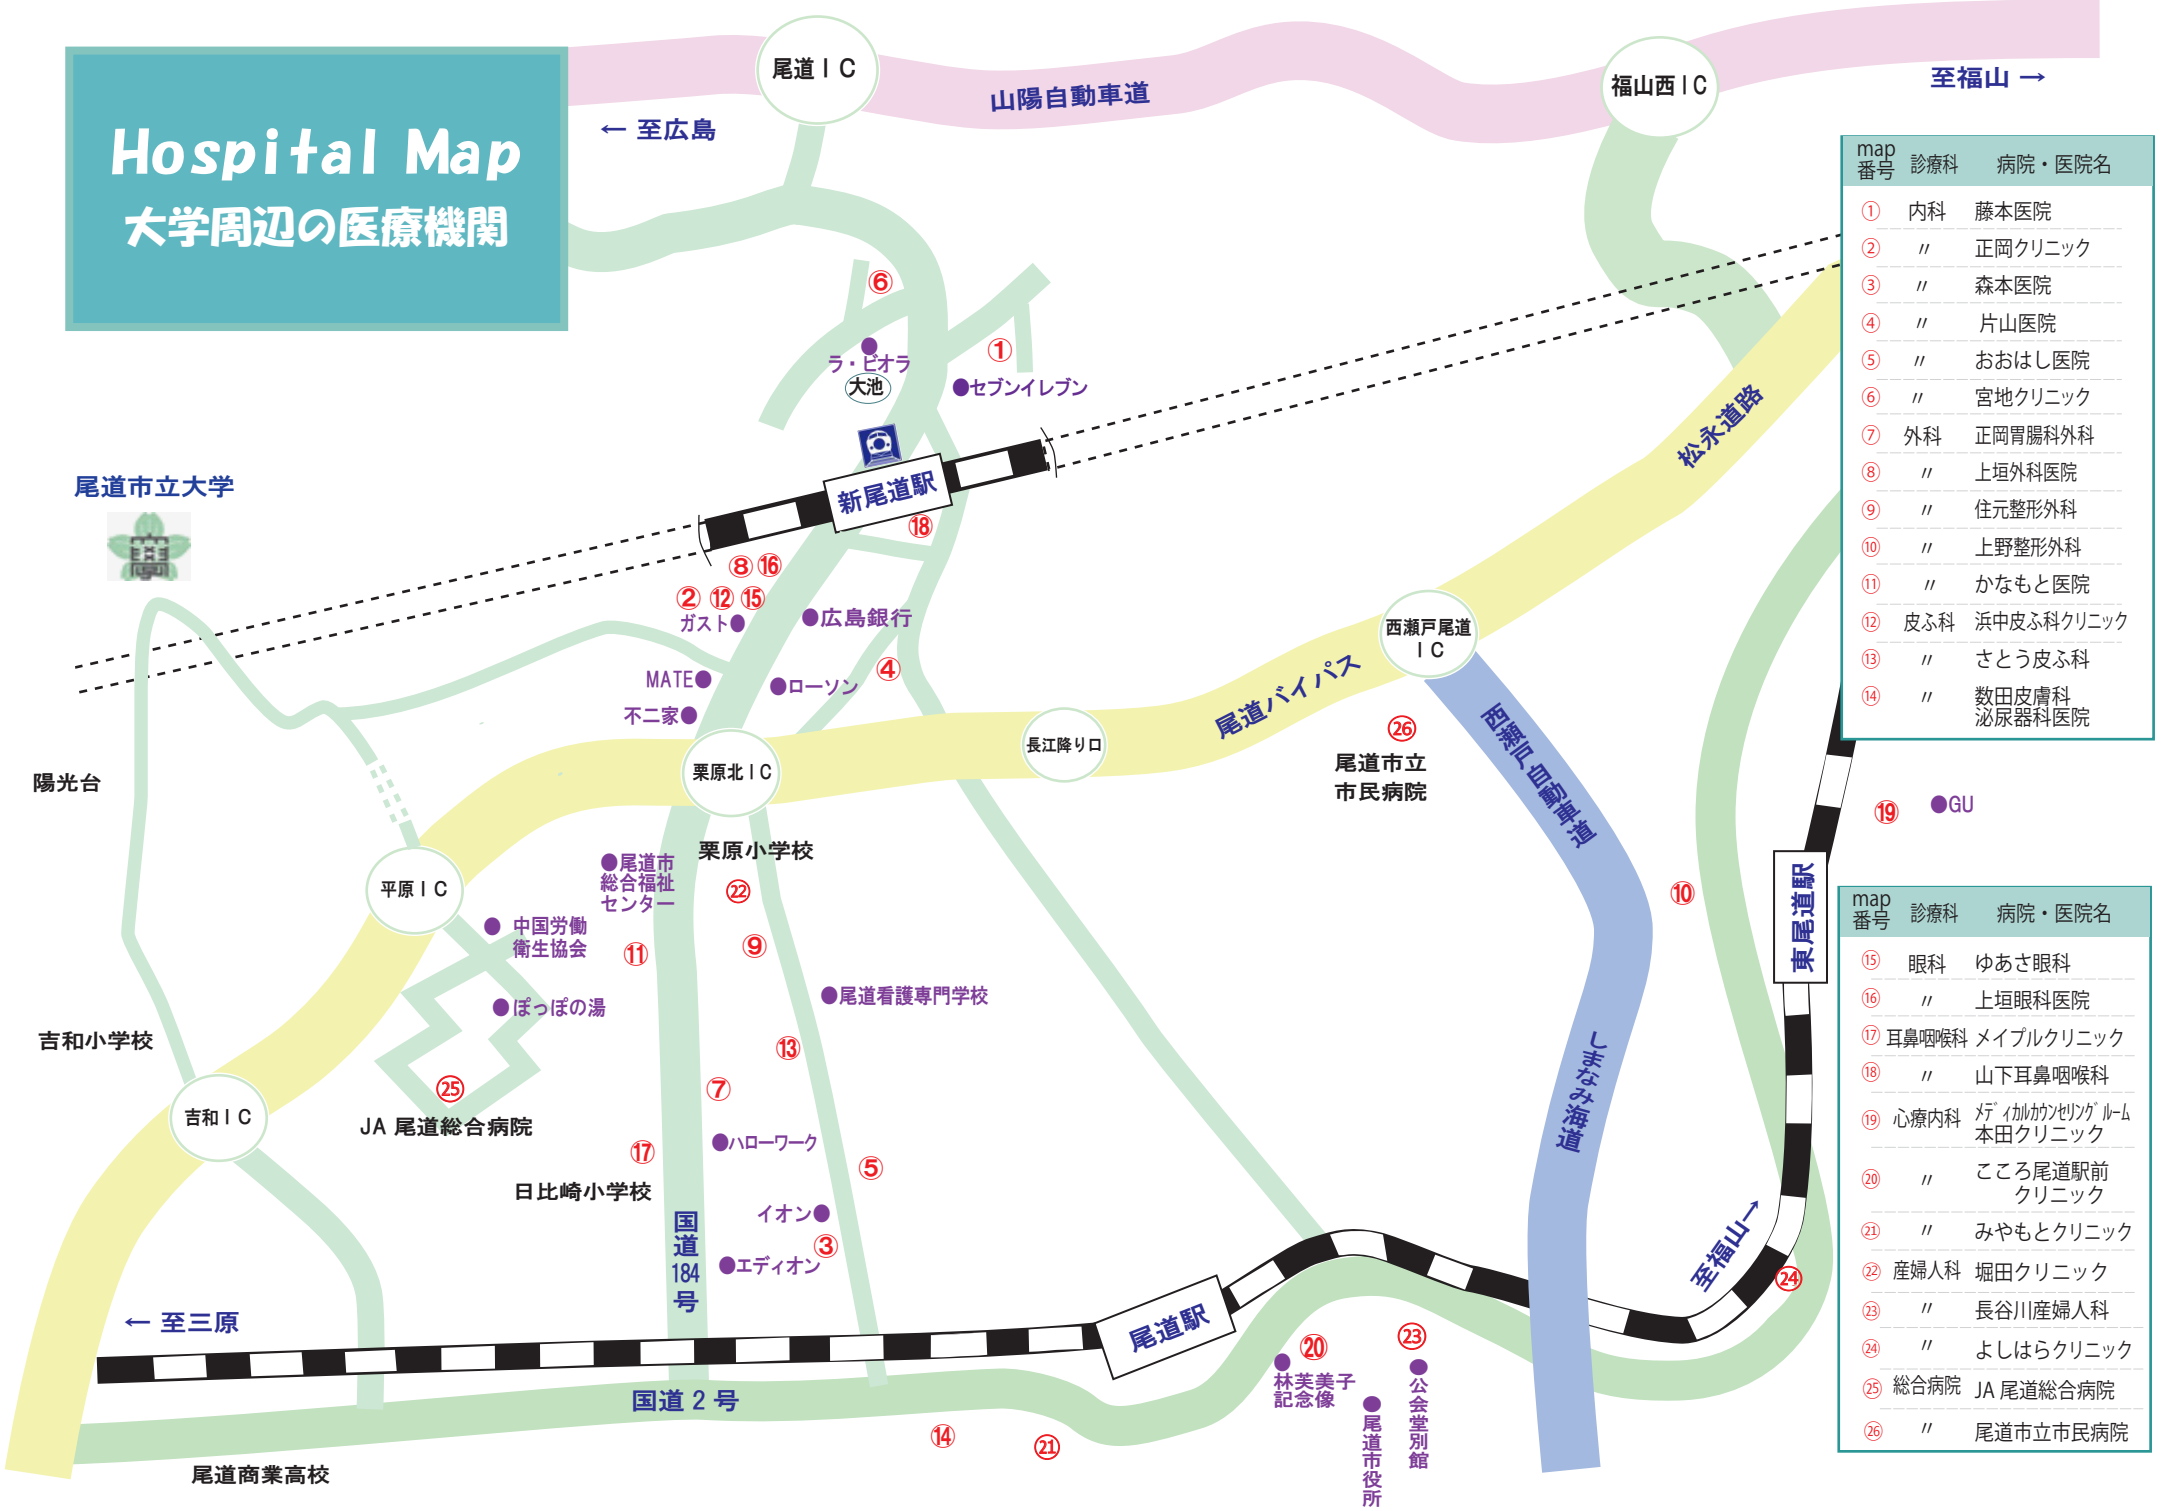 Hospital Map
大学周辺の医療機関
尾道IC
山陽自動車道
福山西IC
至福山 →
← 至広島
⑥
ラ・ビオラ
大池
①
セブンイレブン
新尾道駅
⑱
松永道路
尾道市立大学
⑧ ⑯
② ⑫ ⑮
ガスト
広島銀行
④
MATE
ローソン
不二家
西瀬戸尾道
IC
尾道バイパス
長江降り口
栗原北IC
㉖
尾道市立
市民病院
西瀬戸自動車道
しまなみ海道
陽光台
平原IC
栗原小学校
尾道市
総合福祉
センター
㉒
中国労働
衛生協会
⑪
⑨
ぽっぽの湯
尾道看護専門学校
吉和小学校
⑬
⑦
㉕
JA 尾道総合病院
吉和IC
ハローワーク
⑰
日比崎小学校
⑤
イオン
③
エディオン
国道184号
⑲
GU
⑩
東尾道駅
至福山→
㉔
← 至三原
尾道駅
国道 2 号
⑳
林芙美子
記念像
㉓
公会堂別館
尾道市役所
⑭
㉑
尾道商業高校
map
番号 診療科 病院・医院名
① 内科 藤本医院
② 〃 正岡クリニック
③ 〃 森本医院
④ 〃 片山医院
⑤ 〃 おおはし医院
⑥ 〃 宮地クリニック
⑦ 外科 正岡胃腸科外科
⑧ 〃 上垣外科医院
⑨ 〃 住元整形外科
⑩ 〃 上野整形外科
⑪ 〃 かなもと医院
⑫ 皮ふ科 浜中皮ふ科クリニック
⑬ 〃 さとう皮ふ科
⑭ 〃 数田皮膚科
泌尿器科医院
map
番号 診療科 病院・医院名
⑮ 眼科 ゆあさ眼科
⑯ 〃 上垣眼科医院
⑰ 耳鼻咽喉科 メイプルクリニック
⑱ 〃 山下耳鼻咽喉科
⑲ 心療内科 メディカルカウンセリングルーム
本田クリニック
⑳ 〃 こころ尾道駅前
クリニック
㉑ 〃 みやもとクリニック
㉒ 産婦人科 堀田クリニック
㉓ 〃 長谷川産婦人科
㉔ 〃 よしはらクリニック
㉕ 総合病院 JA 尾道総合病院
㉖ 〃 尾道市立市民病院